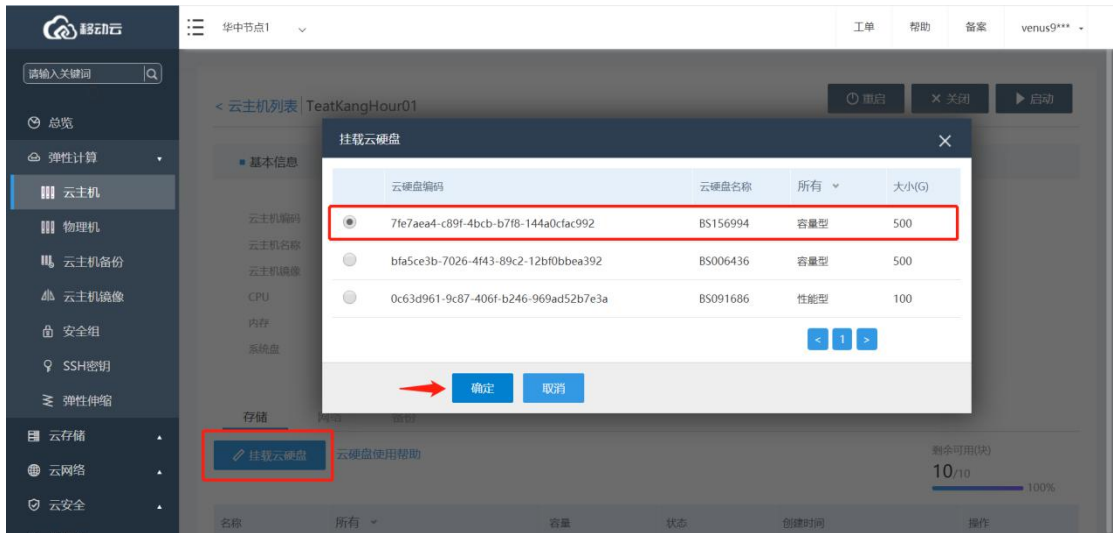 移动云
华中节点1
工单 帮助 备案 venus9***
请输入关键词
总览
弹性计算
云主机
物理机
云主机备份
云主机镜像
安全组
SSH密钥
弹性伸缩
云存储
云网络
云安全
< 云主机列表 TeatKangHour01
重启 关闭 启动
基本信息
云主机编码
云主机名称
云主机镜像
CPU
内存
系统盘
挂载云硬盘
云硬盘编码 云硬盘名称 所有 大小(G)
7fe7aea4-c89f-4bcb-b7f8-144a0cfac992 BS156994 容量型 500
bfa5ce3b-7026-4f43-89c2-12bf0bbea392 BS006436 容量型 500
0c63d961-9c87-406f-b246-969ad52b7e3a BS091686 性能型 100
< 1 >
确定 取消
存储 网络 备份
挂载云硬盘 云硬盘使用帮助
剩余可用(块)
10/10
100%
名称 所有 容量 状态 创建时间 操作